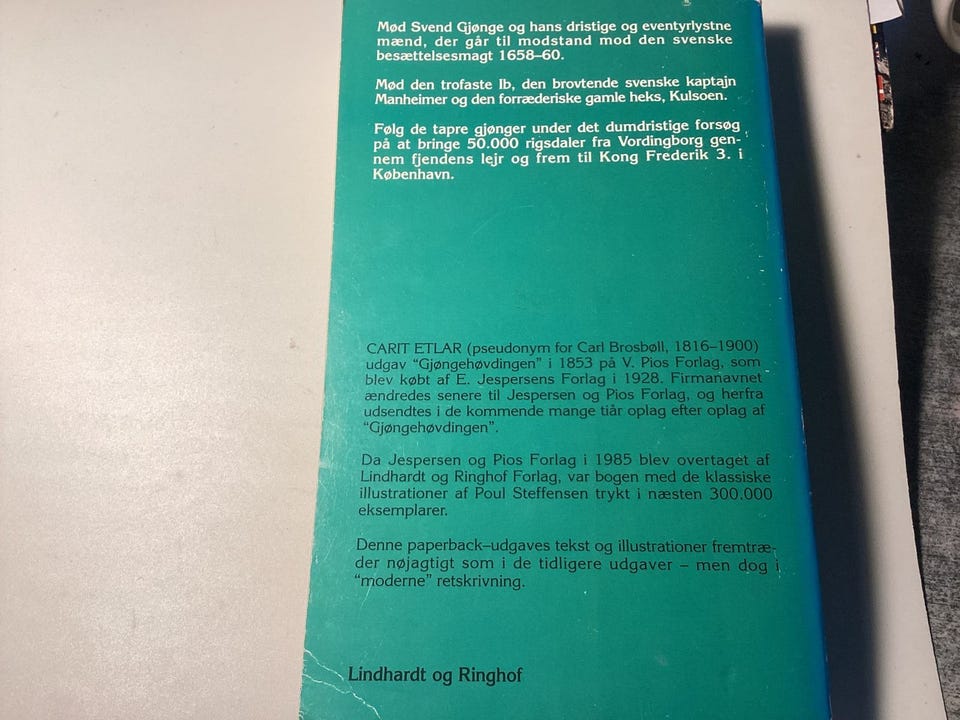 Mød Svend Gjønge og hans dristige og eventyrlystne
mænd, der går til modstand mod den svenske
besættelsesmagt 1658–60.
Mød den trofaste Ib, den brovtende svenske kaptajn
Manheimer og den forræderiske gamle heks, Kulsoen.
Følg de tapre gjønger under det dumdristige forsøg
på at bringe 50.000 rigsdaler fra Vordingborg gen-
nem fjendens lejr og frem til Kong Frederik 3. i
København.
CARIT ETLAR (pseudonym for Carl Brosbøll, 1816–1900)
udgav “Gjøngehøvdingen” i 1853 på V. Pios Forlag, som
blev købt af E. Jespersens Forlag i 1928. Firmanavnet
ændredes senere til Jespersen og Pios Forlag, og herfra
udsendtes i de kommende mange tiår oplag efter oplag af
“Gjøngehøvdingen”.
Da Jespersen og Pios Forlag i 1985 blev overtaget af
Lindhardt og Ringhof Forlag, var bogen med de klassiske
illustrationer af Poul Steffensen trykt i næsten 300.000
eksemplarer.
Denne paperback–udgaves tekst og illustrationer fremtræ-
der nøjagtigt som i de tidligere udgaver – men dog i
“moderne” retskrivning.
Lindhardt og Ringhof